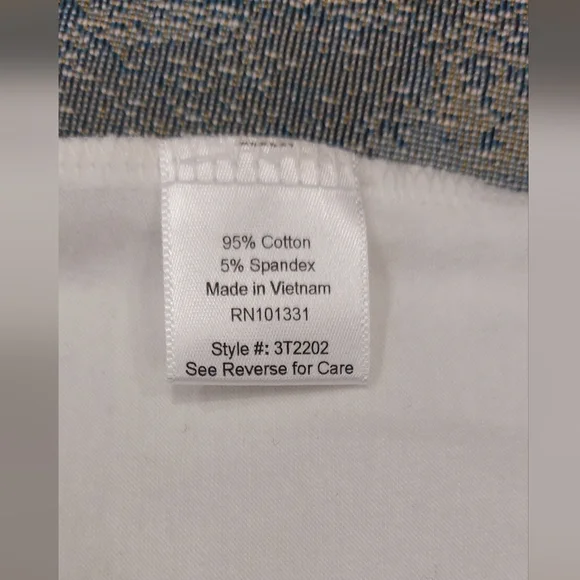 95% Cotton
5% Spandex
Made in Vietnam
RN101331
Style #: 3T2202
See Reverse for Care